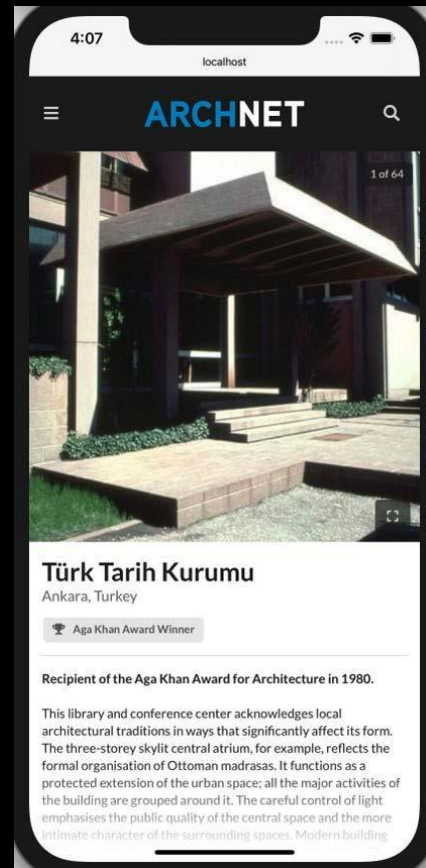 4:07
localhost
ARCHNET
1 of 64
Türk Tarih Kurumu
Ankara, Turkey
Aga Khan Award Winner
Recipient of the Aga Khan Award for Architecture in 1980.
This library and conference center acknowledges local
architectural traditions in ways that significantly affect its form.
The three-storey skylit central atrium, for example, reflects the
formal organisation of Ottoman madrasas. It functions as a
protected extension of the urban space; all the major activities of
the building are grouped around it. The careful control of light
emphasises the public quality of the central space and the more
intimate character of the surrounding spaces. Modern building